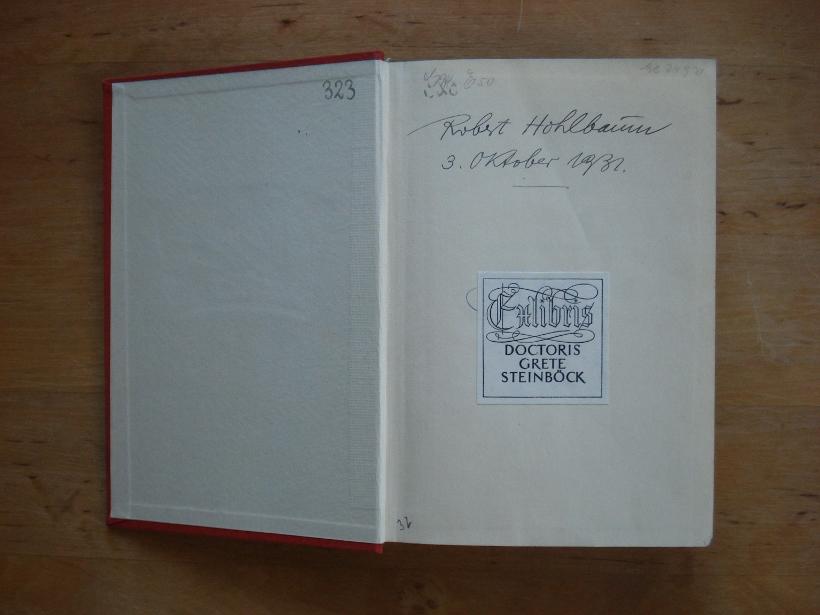 323
Robert Hohlbaum
3. Oktober 1931.
Exlibris
DOCTORIS
GRETE
STEINBÖCK